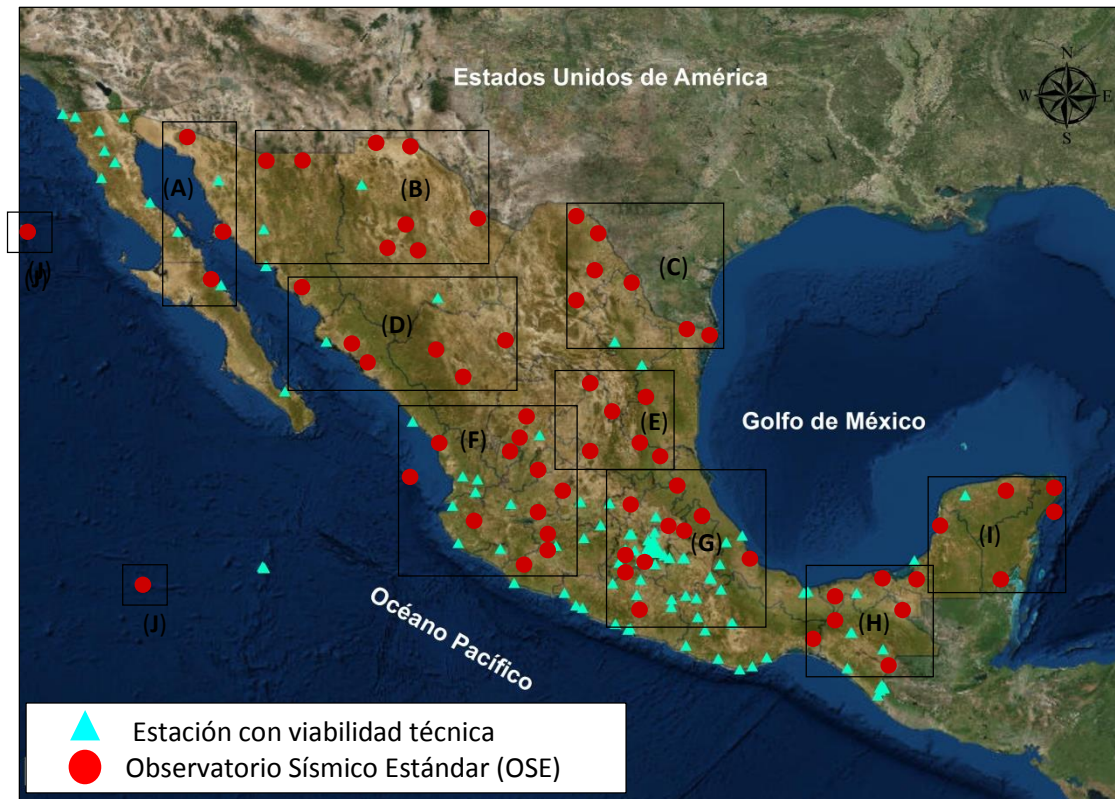 Estados Unidos de América
N
W E
S
(A)
(B)
(C)
(D)
(E)
(F)
Golfo de México
(G)
(I)
(H)
(J)
Océano Pacífico
Estación con viabilidad técnica
Observatorio Sísmico Estándar (OSE)